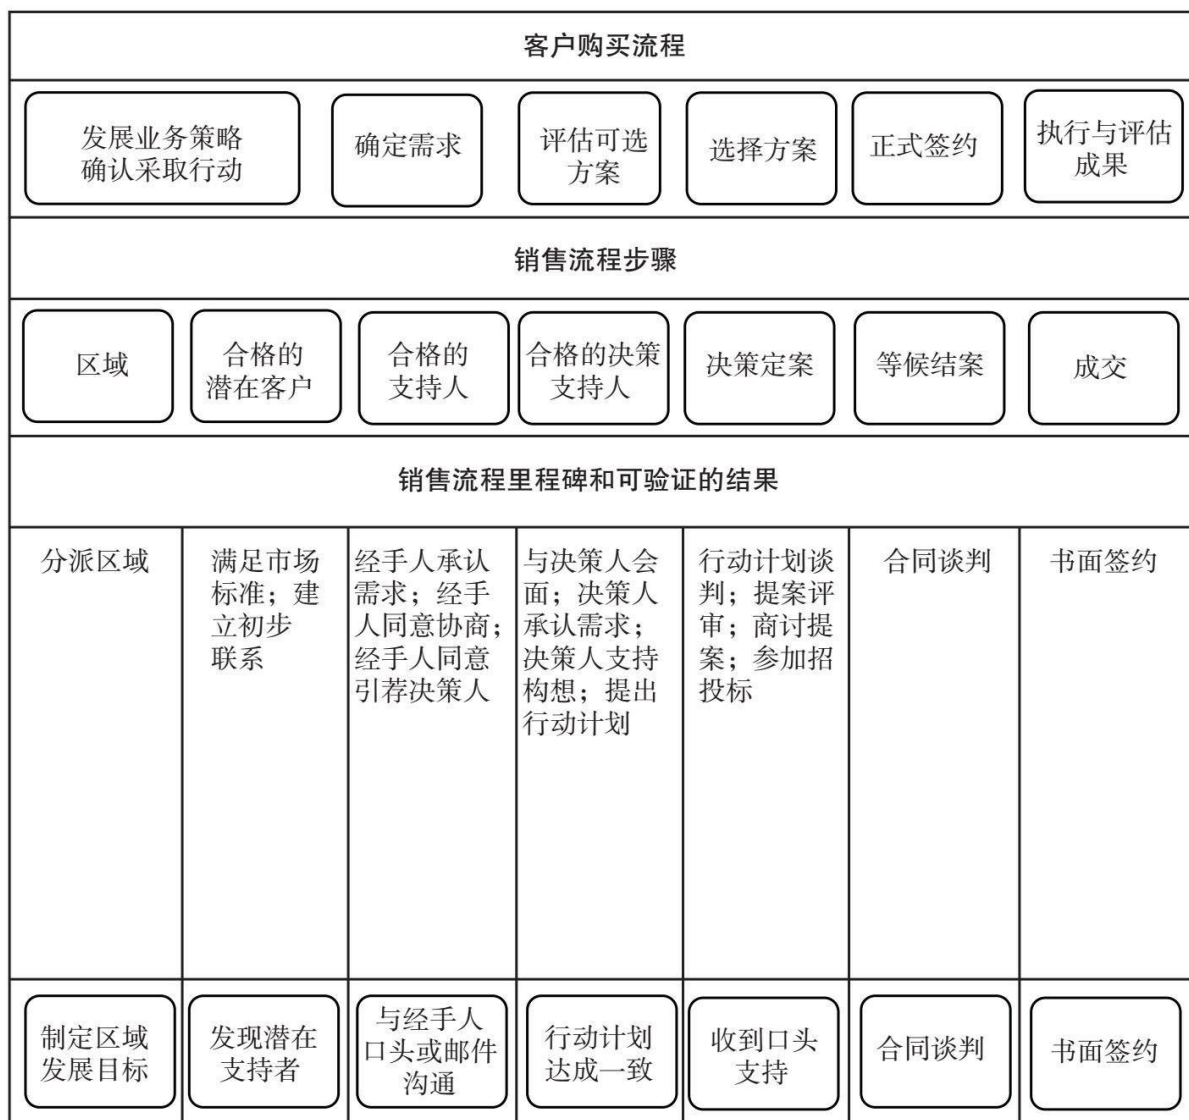 客户购买流程
发展业务策略
确认采取行动
确定需求
评估可选
方案
选择方案
正式签约
执行与评估
成果
销售流程步骤
区域
合格的
潜在客户
合格的
支持人
合格的决策
支持人
决策定案
等候结案
成交
销售流程里程碑和可验证的结果
分派区域
满足市场
标准；建
立初步
联系
经手人承认
需求；经手
人同意协商；
经手人同意
引荐决策人
与决策人会
面；决策人
承认需求；
决策人支持
构想；提出
行动计划
行动计划谈
判；提案评
审；商讨提
案；参加招
投标
合同谈判
书面签约
制定区域
发展目标
发现潜在
支持者
与经手人
口头或邮件
沟通
行动计划
达成一致
收到口头
支持
合同谈判
书面签约